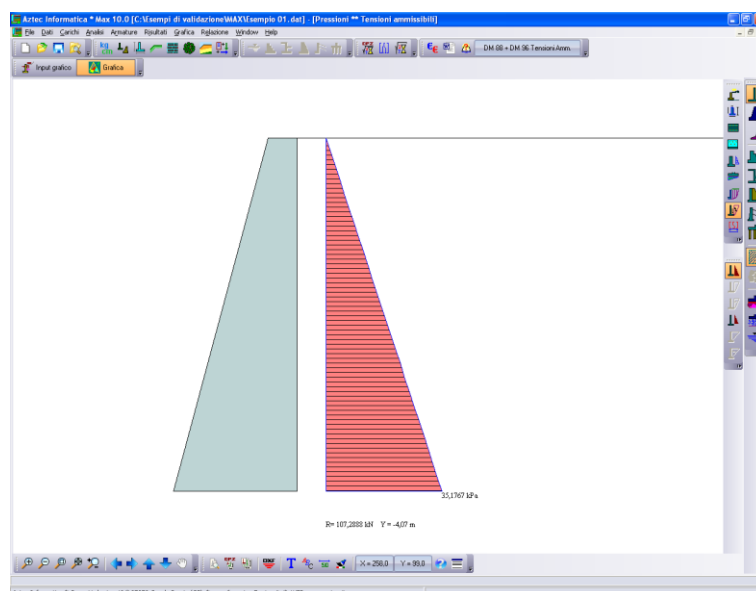 Aztec Informatica * Max 10.0 [C:\Esempi di validazione\MAX\Esempio 01.dat] - [Pressioni ** Tensioni ammissibili]
File Dati Carichi Analisi Armature Risultati Grafica Relazione Window Help
DM 88 + DM 96 Tensioni Amm.
Input grafico Grafica
35,1767 kPa
R= 107,2888 kN Y = -4,07 m
X = 298,0 Y = 99,0